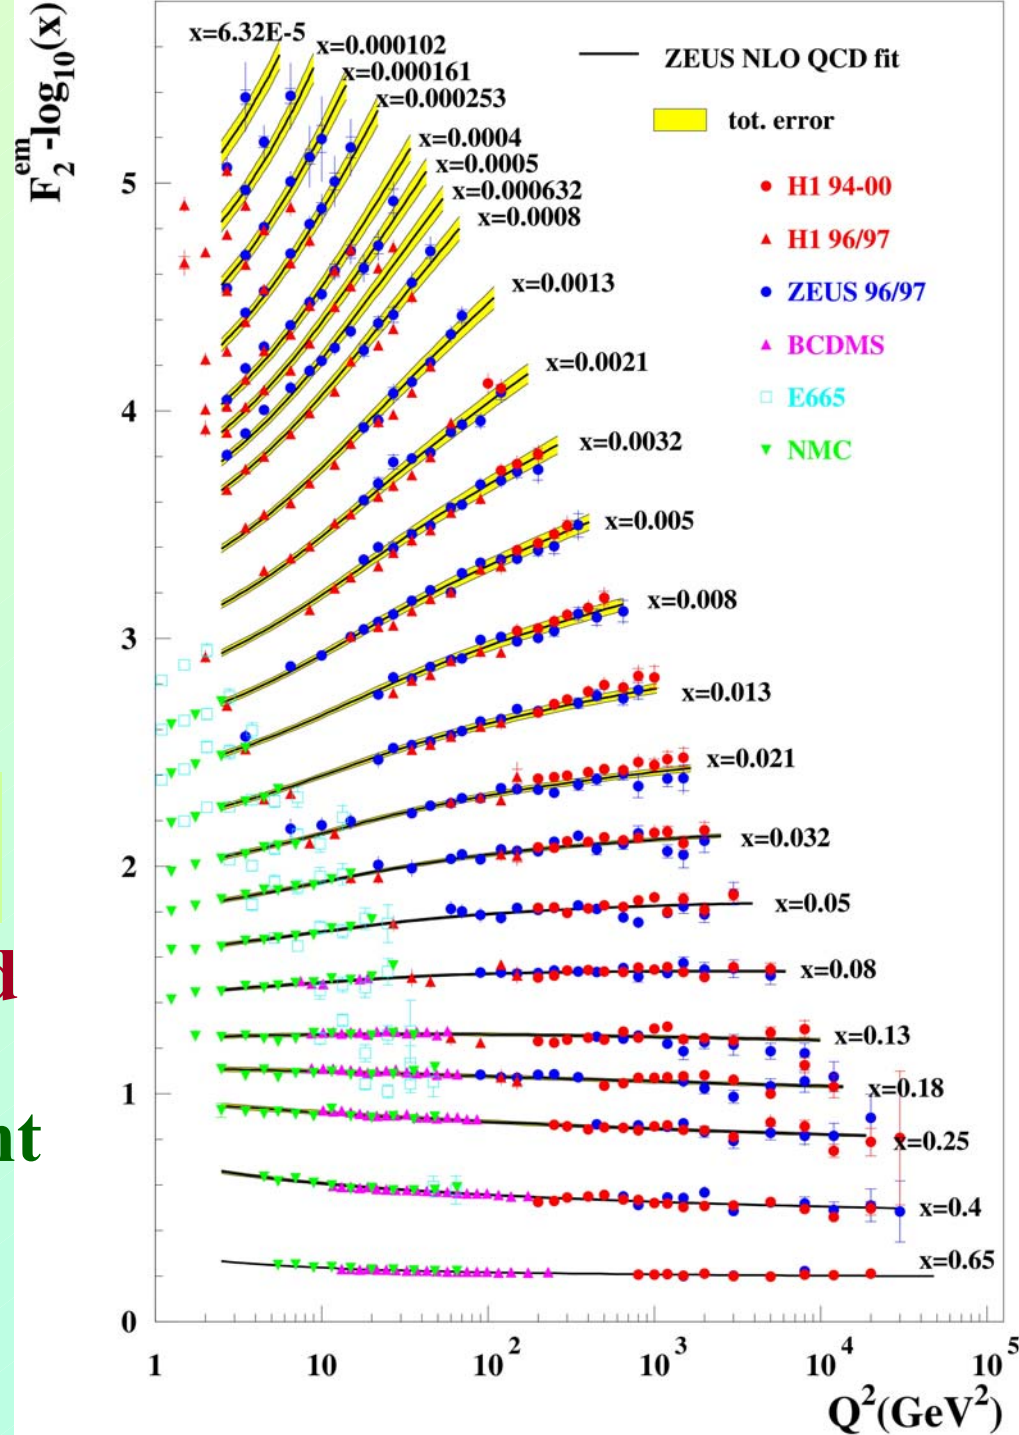 F₂ᵉᵐ-log₁₀(x)
x=6.32E-5
x=0.000102
x=0.000161
x=0.000253
x=0.0004
x=0.0005
x=0.000632
x=0.0008
x=0.0013
x=0.0021
x=0.0032
x=0.005
x=0.008
x=0.013
x=0.021
x=0.032
x=0.05
x=0.08
x=0.13
x=0.18
x=0.25
x=0.4
x=0.65
ZEUS NLO QCD fit
tot. error
H1 94-00
H1 96/97
ZEUS 96/97
BCDMS
E665
NMC
5
4
3
2
1
0
1 10 10² 10³ 10⁴ 10⁵
Q²(GeV²)
d
nt